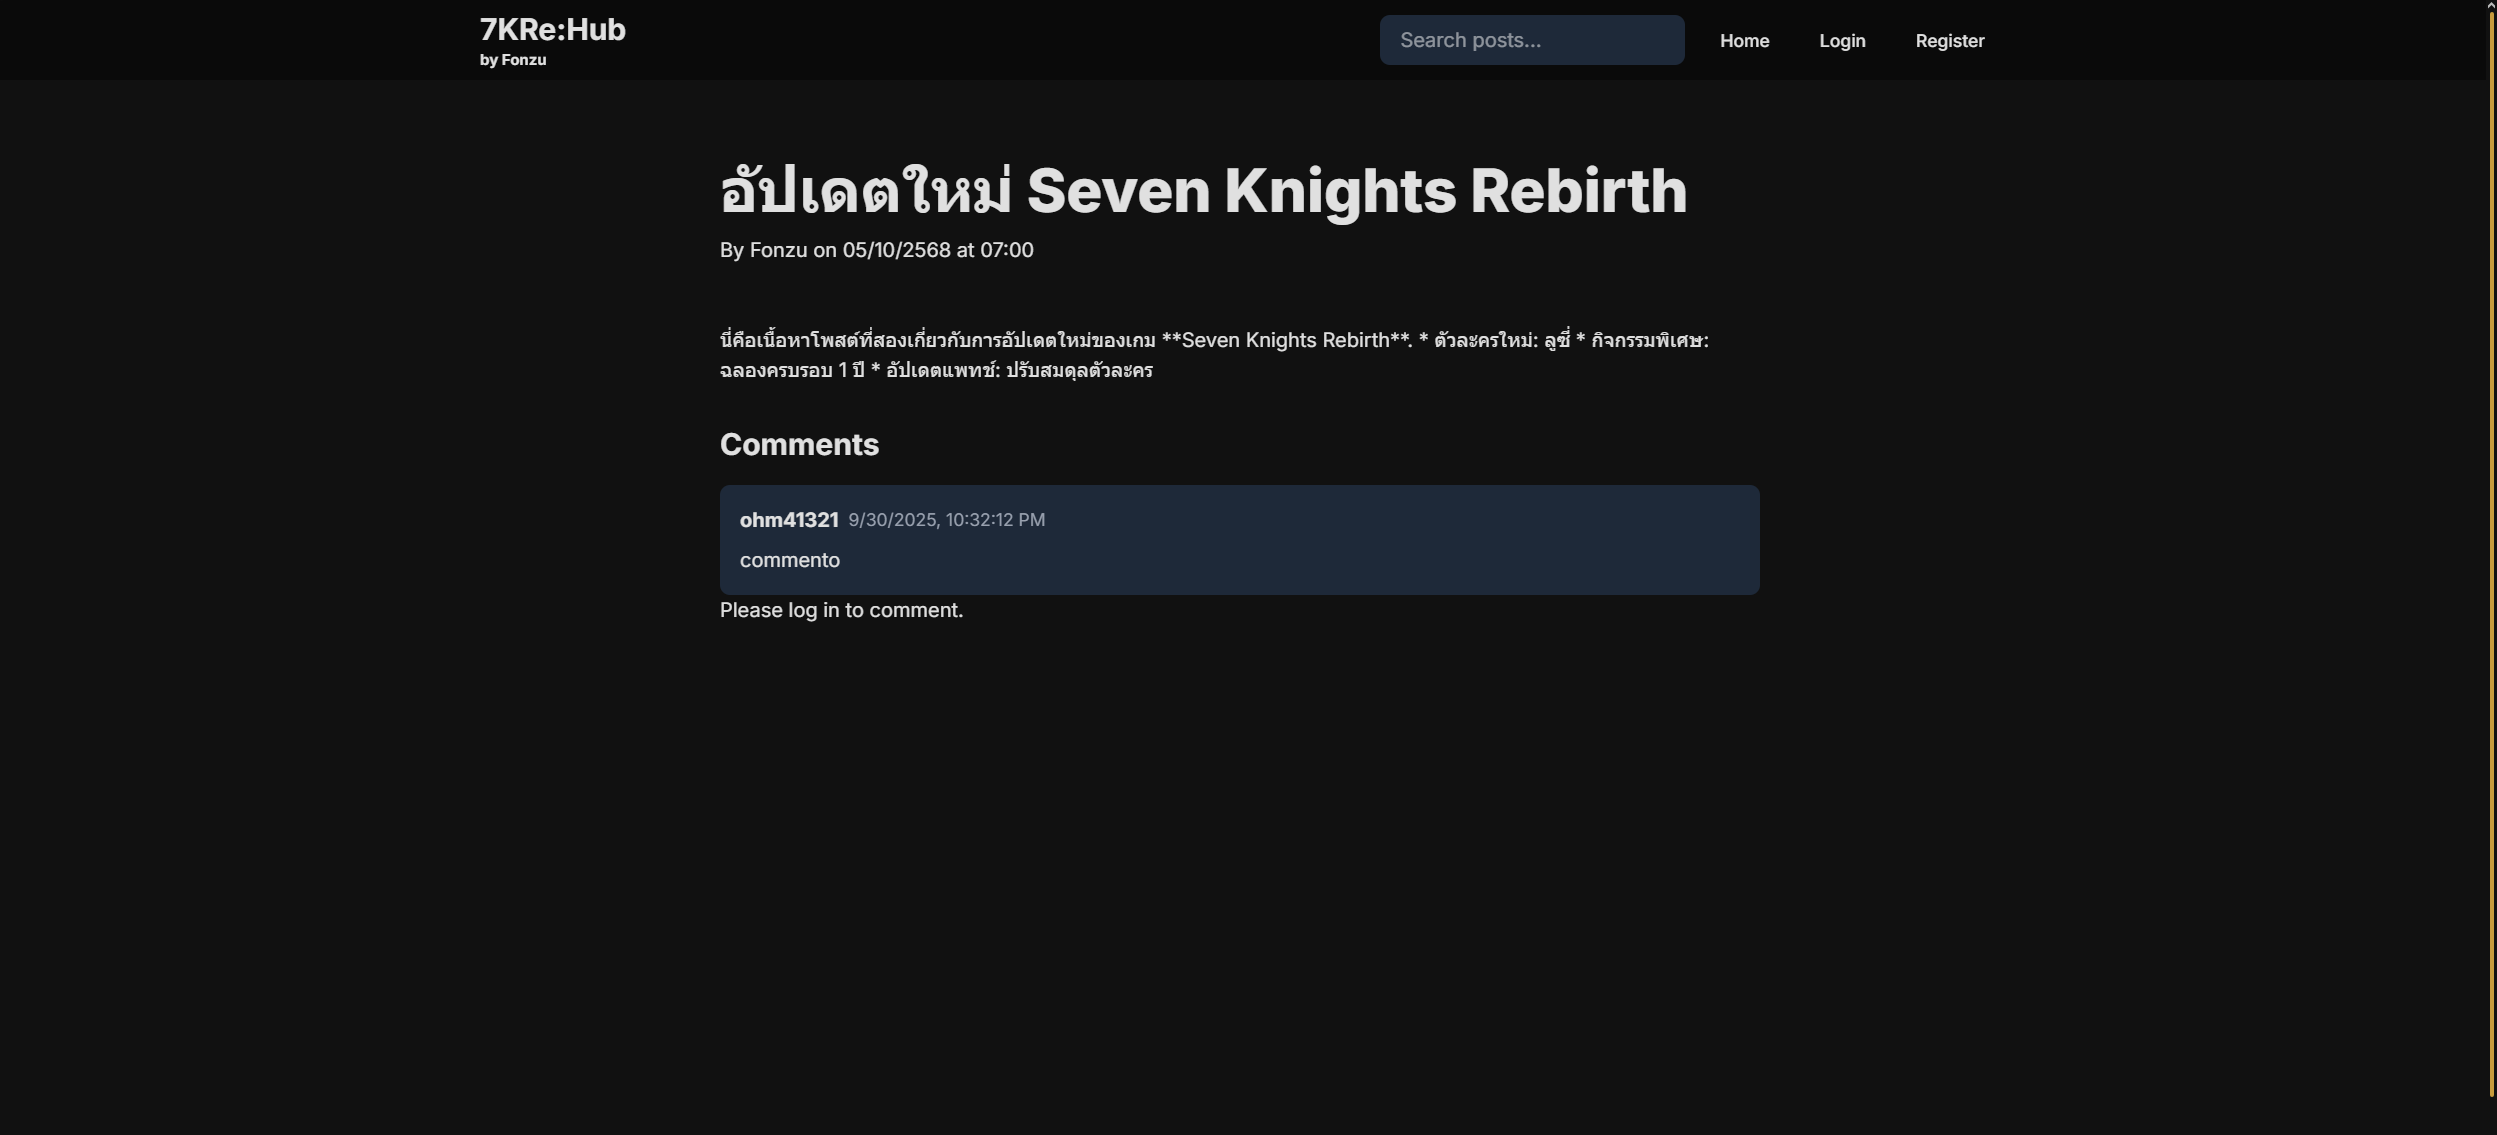 7KRe:Hub
by Fonzu
Search posts...
Home
Login
Register
อัปเดตใหม่ Seven Knights Rebirth
By Fonzu on 05/10/2568 at 07:00
นี่คือเนื้อหาโพสต์ที่สองเกี่ยวกับการอัปเดตใหม่ของเกม **Seven Knights Rebirth**. * ตัวละครใหม่: ลูซี่ * กิจกรรมพิเศษ:
ฉลองครบรอบ 1 ปี * อัปเดตแพทช์: ปรับสมดุลตัวละคร
Comments
ohm41321 9/30/2025, 10:32:12 PM
commento
Please log in to comment.